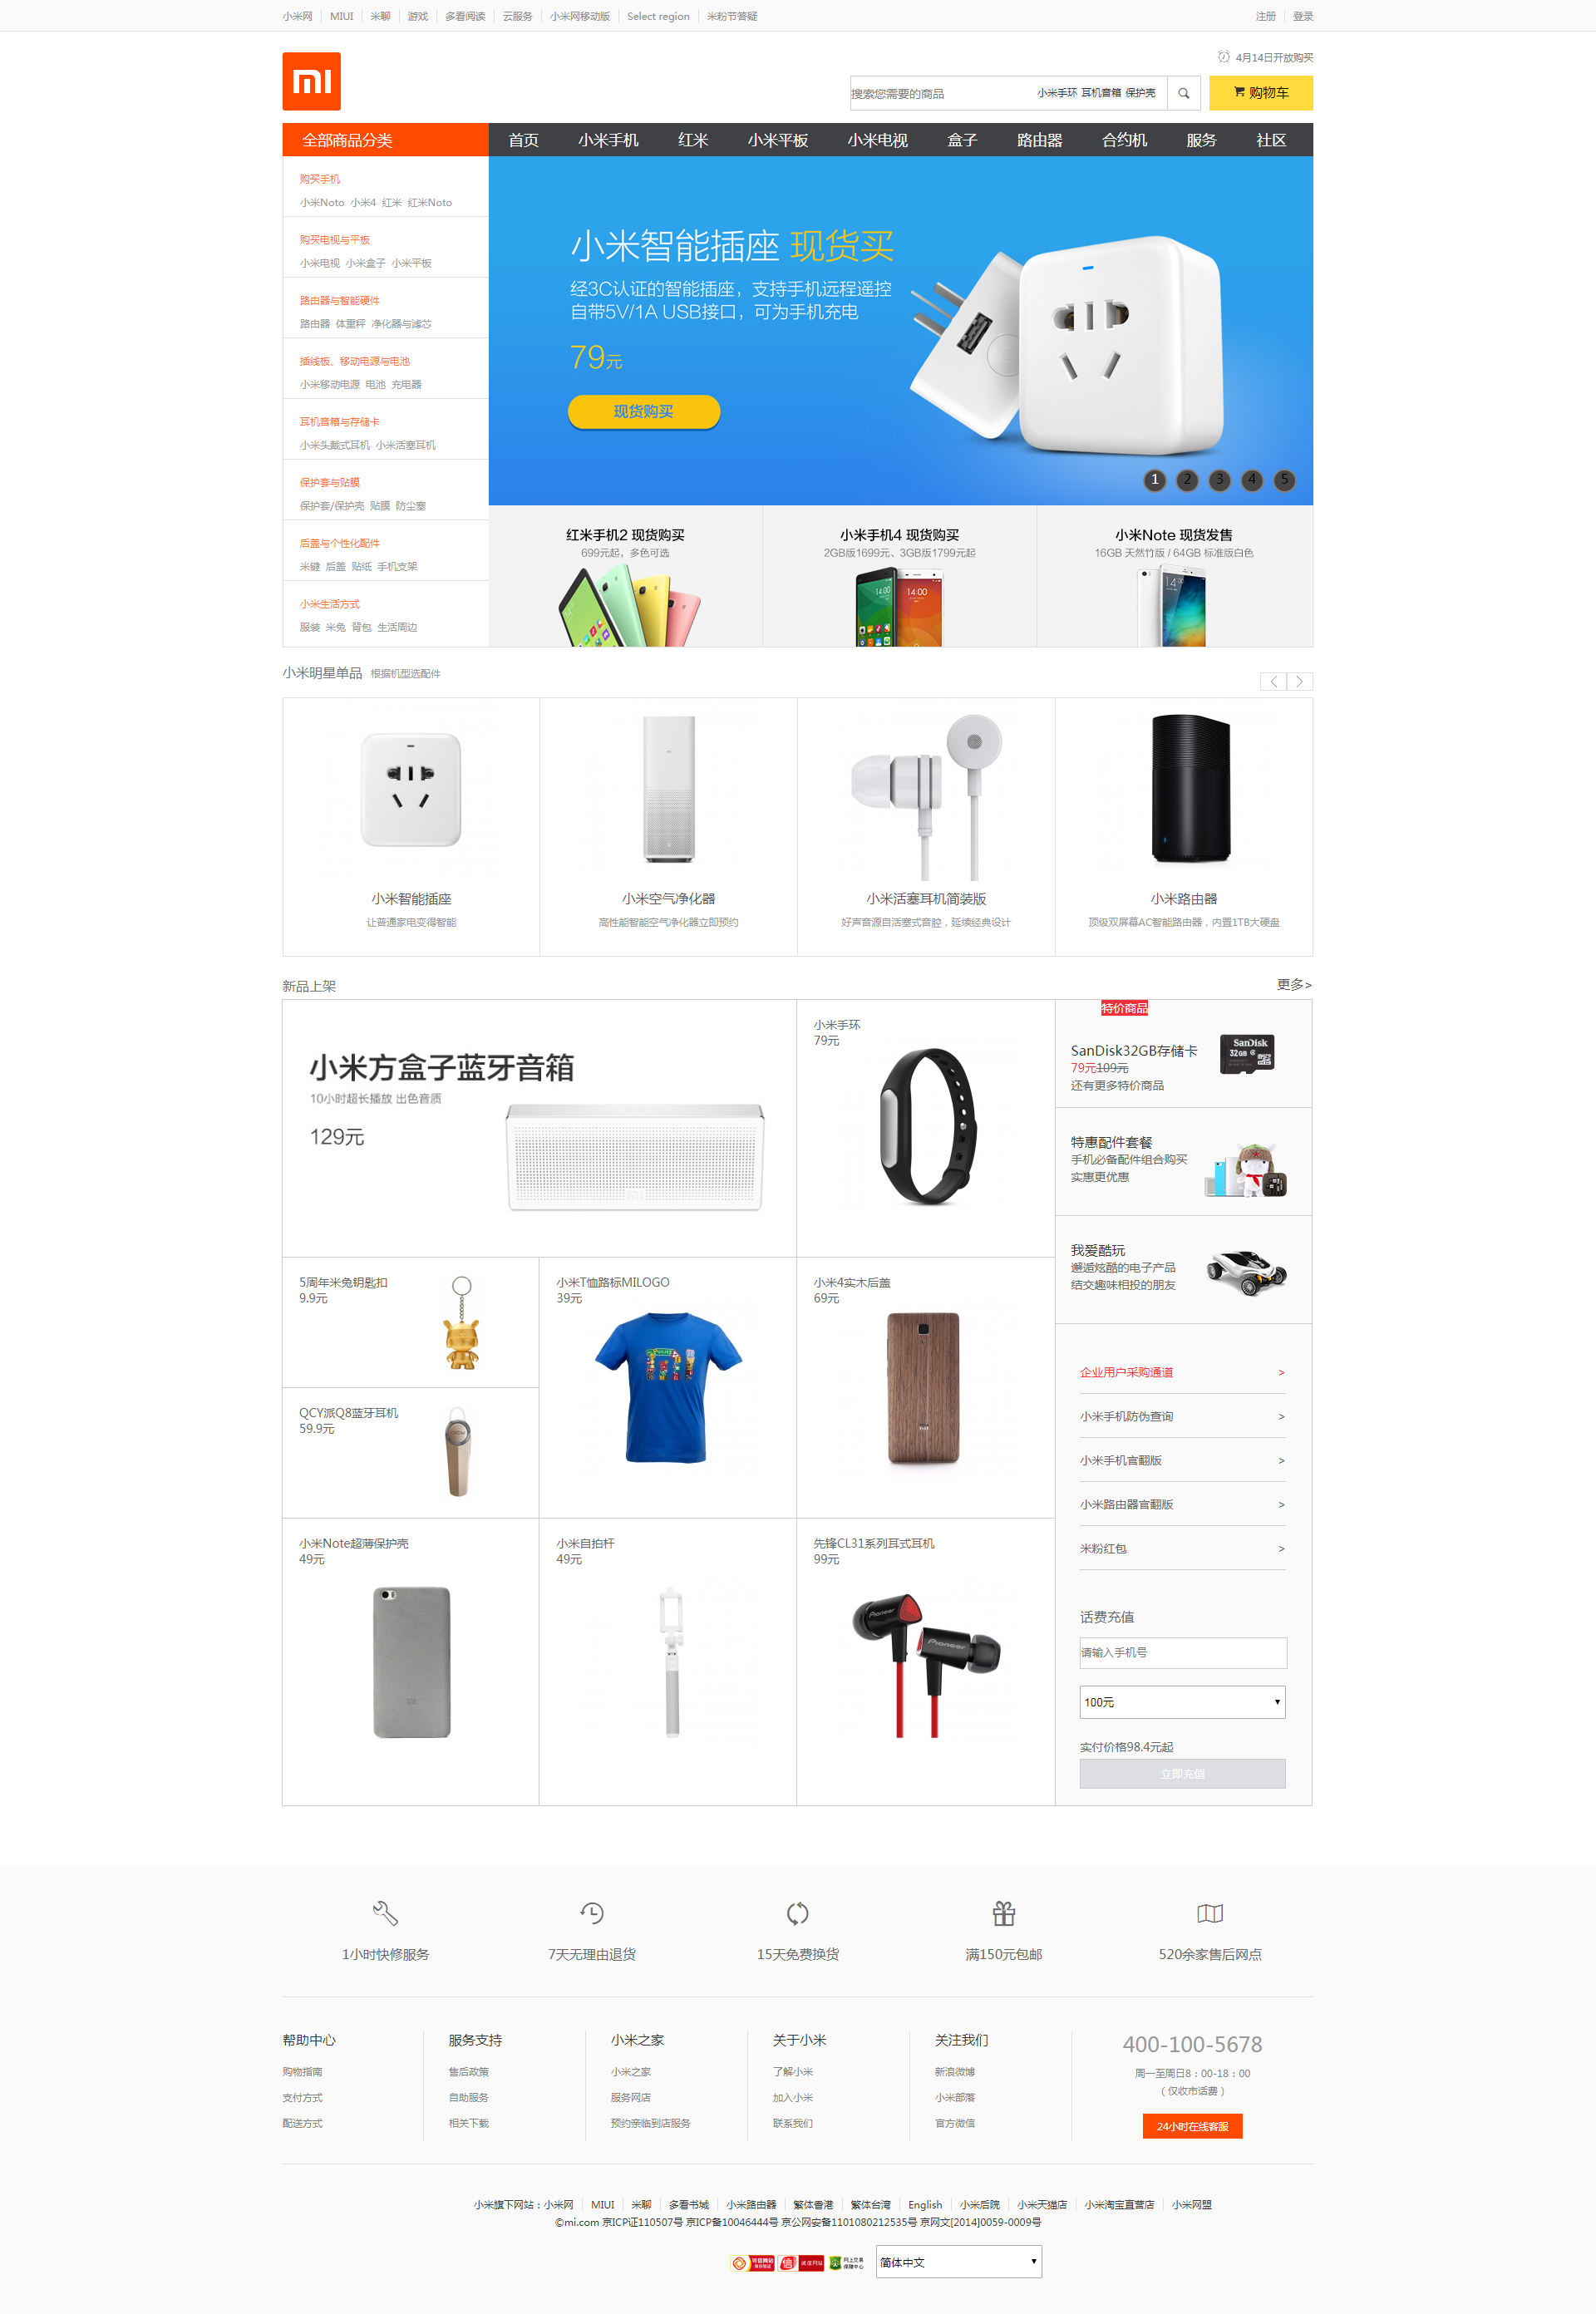 小米网 MIUI 米聊 游戏 多看阅读 云服务 小米网移动版 Select region 米粉节答疑 注册 登录
4月14日开放购买
搜索您需要的商品 小米手环 耳机音箱 保护壳 购物车
全部商品分类 首页 小米手机 红米 小米平板 小米电视 盒子 路由器 合约机 服务 社区
购买手机
小米Noto 小米4 红米 红米Noto
购买电视与平板
小米电视 小米盒子 小米平板
路由器与智能硬件
路由器 体重秤 净化器与滤芯
插线板、移动电源与电池
小米移动电源 电池 充电器
耳机音箱与存储卡
小米头戴式耳机 小米活塞耳机
保护套与贴膜
保护套/保护壳 贴膜 防尘塞
后盖与个性化配件
米键 后盖 贴纸 手机支架
小米生活方式
服装 米兔 背包 生活周边
小米智能插座 现货买
经3C认证的智能插座，支持手机远程遥控
自带5V/1A USB接口，可为手机充电
79元
现货购买
1 2 3 4 5
红米手机2 现货购买
699元起，多色可选
小米手机4 现货购买
2GB版1699元、3GB版1799元起
小米Note 现货发售
16GB 天然竹版 / 64GB 标准版白色
小米明星单品 根据机型选配件
小米智能插座
让普通家电变得智能
小米空气净化器
高性能智能空气净化器立即预约
小米活塞耳机简装版
好声音源自活塞式音腔，延续经典设计
小米路由器
顶级双屏幕AC智能路由器，内置1TB大硬盘
新品上架 更多>
小米方盒子蓝牙音箱
10小时超长播放 出色音质
129元
小米手环
79元
特价商品
SanDisk32GB存储卡
79元109元
还有更多特价商品
SanDisk
32GB
特惠配件套餐
手机必备配件组合购买
实惠更优惠
我爱酷玩
邂逅炫酷的电子产品
结交趣味相投的朋友
5周年米兔钥匙扣
9.9元
QCY派Q8蓝牙耳机
59.9元
小米T恤路标MILOGO
39元
小米4实木后盖
69元
企业用户采购通道 >
小米手机防伪查询 >
小米手机官翻版 >
小米路由器官翻版 >
米粉红包 >
小米Note超薄保护壳
49元
小米自拍杆
49元
先锋CL31系列耳式耳机
99元
Pioneer
Pioneer
话费充值
请输入手机号
100元
实付价格98.4元起
立即充值
1小时快修服务 7天无理由退货 15天免费换货 满150元包邮 520余家售后网点
帮助中心
购物指南
支付方式
配送方式
服务支持
售后政策
自助服务
相关下载
小米之家
小米之家
服务网店
预约亲临到店服务
关于小米
了解小米
加入小米
联系我们
关注我们
新浪微博
小米部落
官方微信
400-100-5678
周一至周日8：00-18：00
（仅收市话费）
24小时在线客服
小米旗下网站：小米网 MIUI 米聊 多看书城 小米路由器 繁体香港 繁体台湾 English 小米后院 小米天猫店 小米淘宝直营店 小米网盟
©mi.com 京ICP证110507号 京ICP备10046444号 京公网安备1101080212535号 京网文[2014]0059-0009号
简体中文